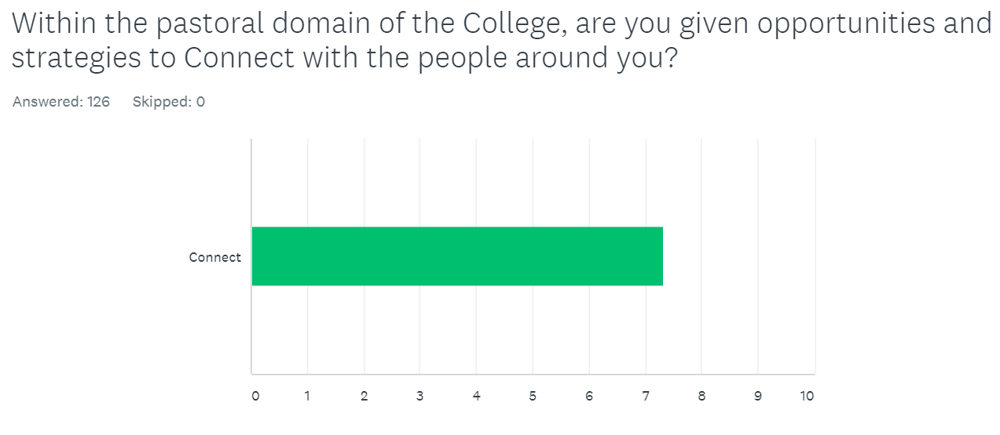 Within the pastoral domain of the College, are you given opportunities and
strategies to Connect with the people around you?
Answered: 126 Skipped: 0
Connect
0 1 2 3 4 5 6 7 8 9 10